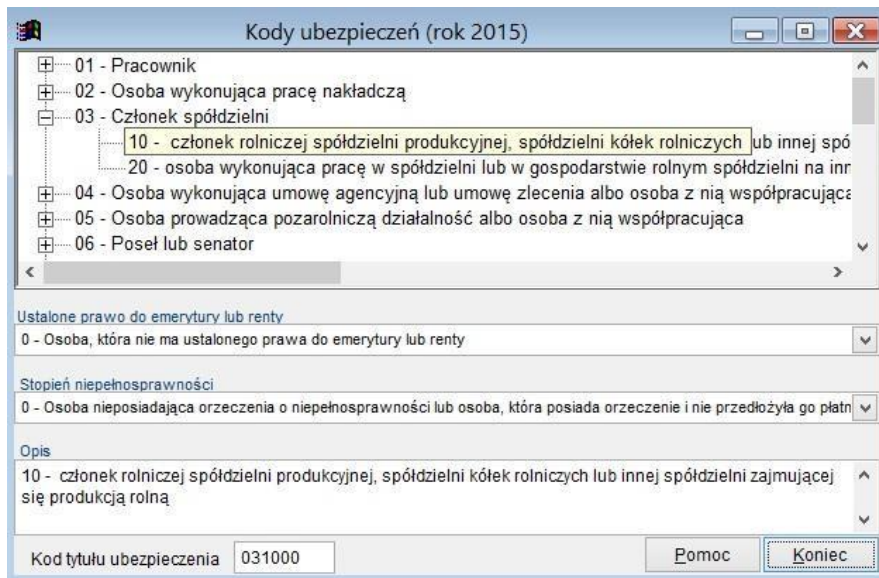 Kody ubezpieczeń (rok 2015)
01 - Pracownik
02 - Osoba wykonująca pracę nakładczą
03 - Członek spółdzielni
10 - członek rolniczej spółdzielni produkcyjnej, spółdzielni kółek rolniczych ub innej spó
20 - osoba wykonująca pracę w spółdzielni lub w gospodarstwie rolnym spółdzielni na inn
04 - Osoba wykonująca umowę agencyjną lub umowę zlecenia albo osoba z nią współpracująca
05 - Osoba prowadząca pozarolniczą działalność albo osoba z nią współpracująca
06 - Poseł lub senator
Ustalone prawo do emerytury lub renty
0 - Osoba, która nie ma ustalonego prawa do emerytury lub renty
Stopień niepełnosprawności
0 - Osoba nieposiadająca orzeczenia o niepełnosprawności lub osoba, która posiada orzeczenie i nie przedłożyła go płatn
Opis
10 - członek rolniczej spółdzielni produkcyjnej, spółdzielni kółek rolniczych lub innej spółdzielni zajmującej
się produkcją rolną
Kod tytułu ubezpieczenia 031000 Pomoc Koniec